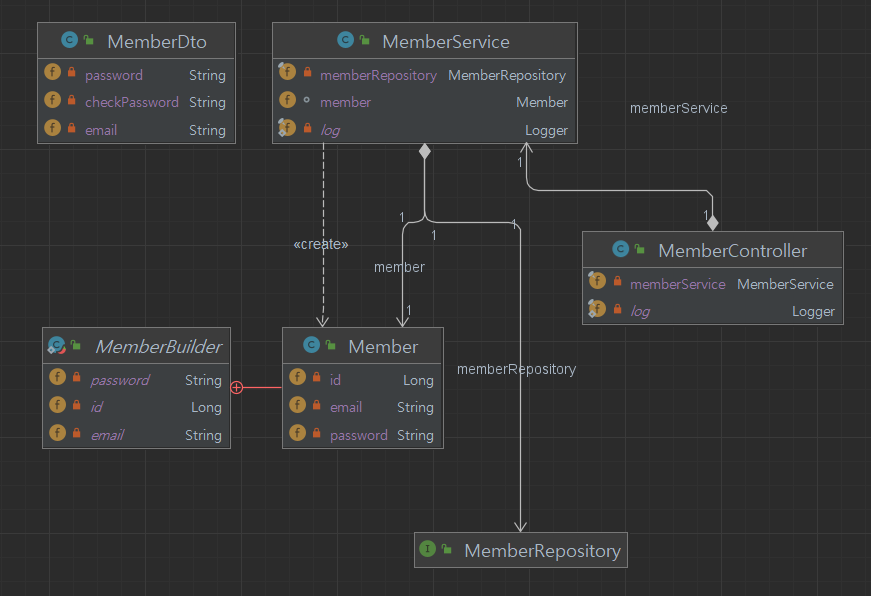 MemberDto
password String
checkPassword String
email String
MemberService
memberRepository MemberRepository
member Member
log Logger
memberService
1
1
«create»
1
1
1
member
1
MemberController
memberService MemberService
log Logger
MemberBuilder
password String
id Long
email String
Member
id Long
email String
password String
memberRepository
MemberRepository